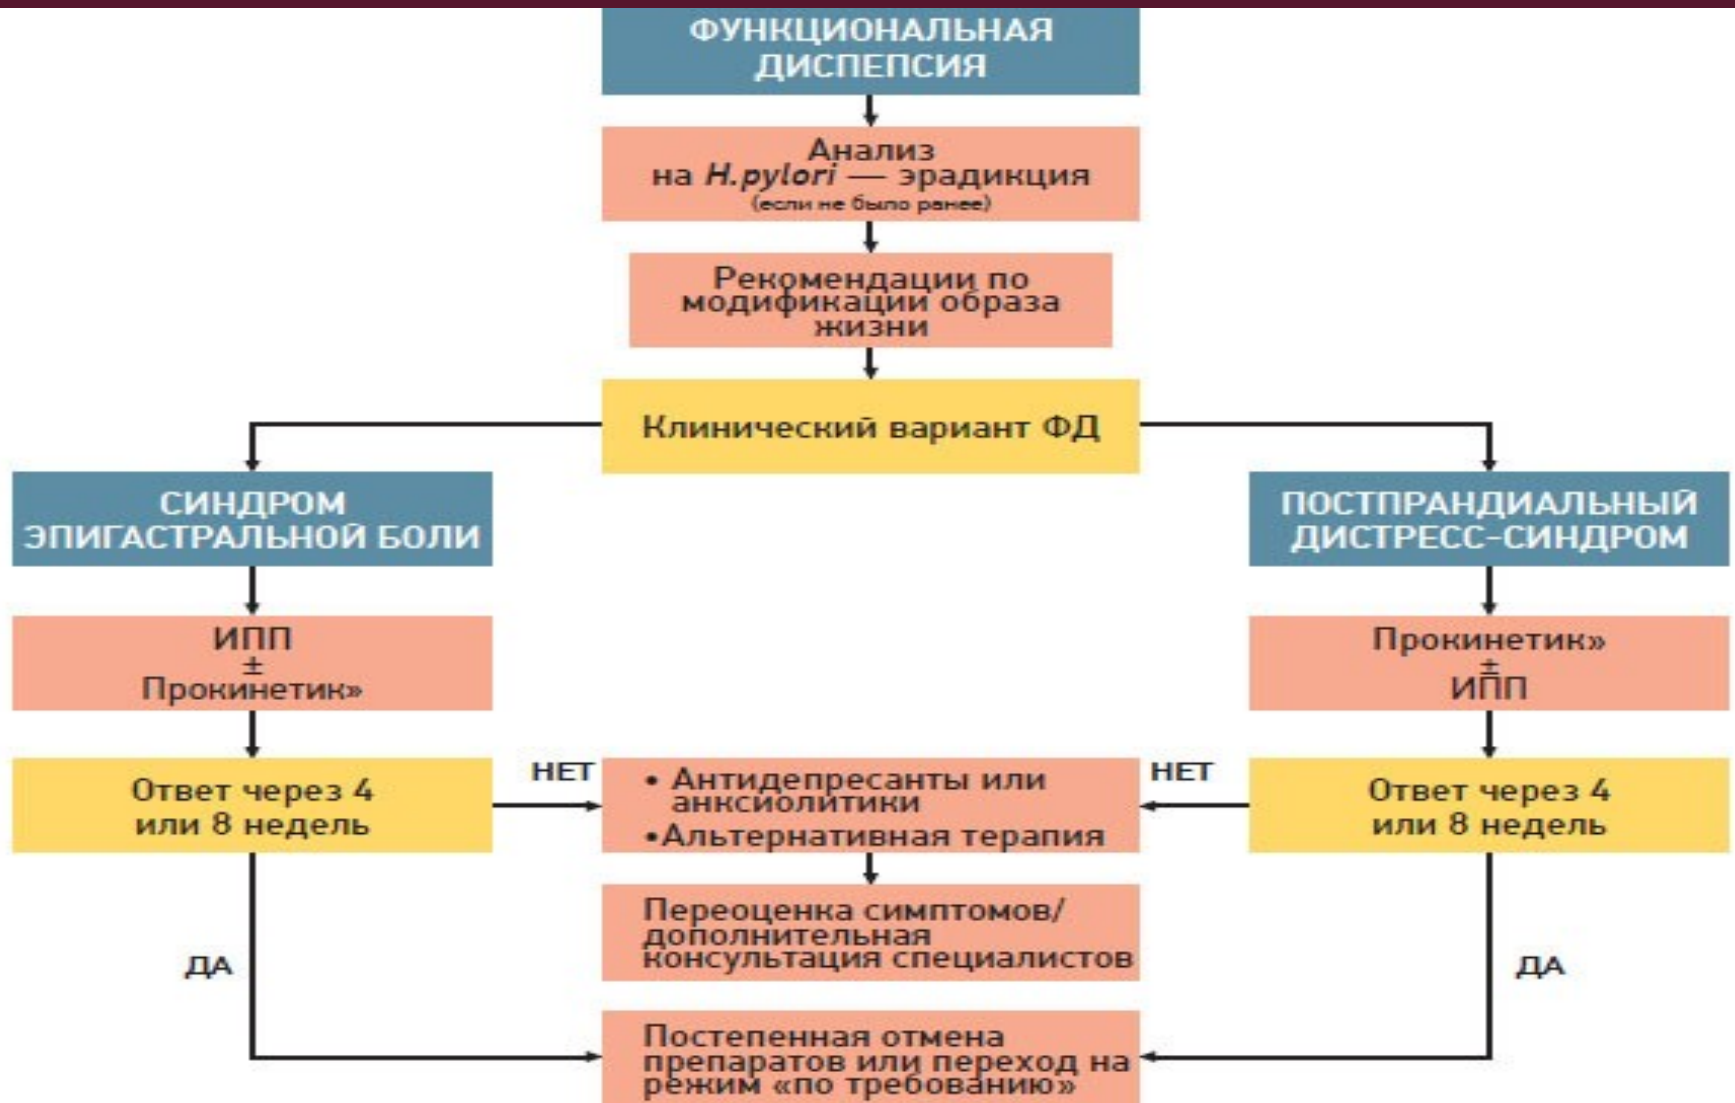 ФУНКЦИОНАЛЬНАЯ
ДИСПЕПСИЯ
Анализ
на H.pylori — эрадикция
(если не было ранее)
Рекомендации по
модификации образа
жизни
Клинический вариант ФД
СИНДРОМ
ЭПИГАСТРАЛЬНОЙ БОЛИ
ПОСТПРАНДИАЛЬНЫЙ
ДИСТРЕСС-СИНДРОМ
ИПП
±
Прокинетик»
Прокинетик»
±
ИПП
Ответ через 4
или 8 недель
НЕТ
• Антидепресанты или
анксиолитики
•Альтернативная терапия
НЕТ
Ответ через 4
или 8 недель
Переоценка симптомов/
дополнительная
консультация специалистов
ДА
ДА
Постепенная отмена
препаратов или переход на
режим «по требованию»